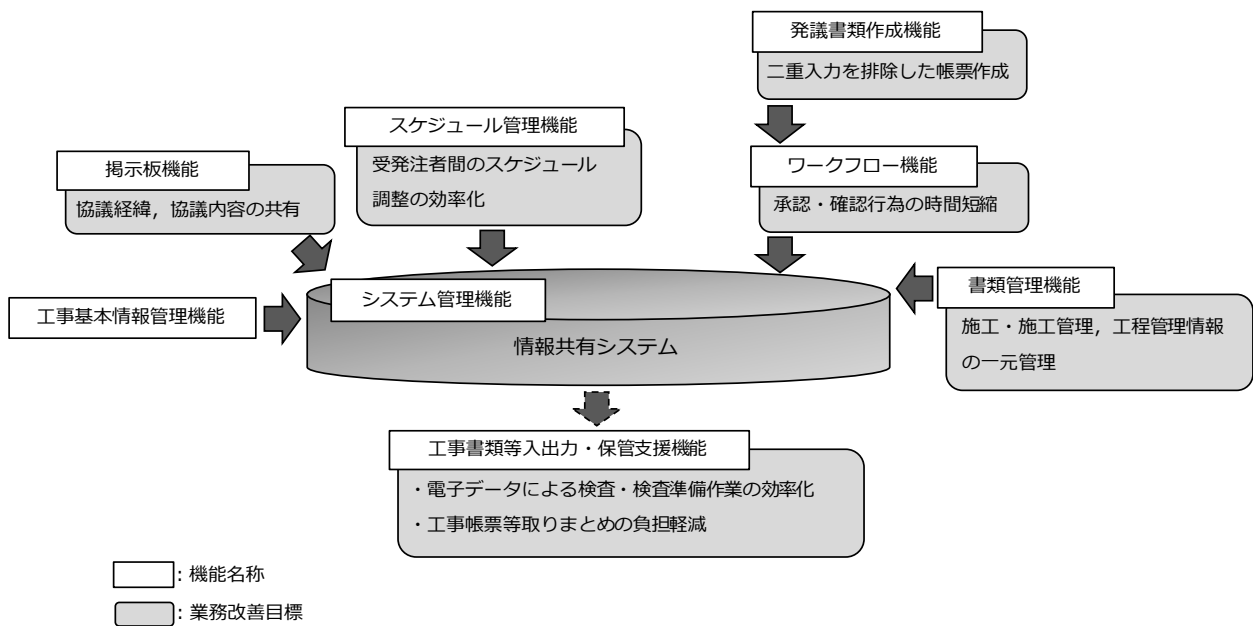 発議書類作成機能
二重入力を排除した帳票作成
スケジュール管理機能
受発注者間のスケジュール
調整の効率化
掲示板機能
協議経緯，協議内容の共有
ワークフロー機能
承認・確認行為の時間短縮
システム管理機能
情報共有システム
工事基本情報管理機能
書類管理機能
施工・施工管理，工程管理情報
の一元管理
工事書類等入出力・保管支援機能
・電子データによる検査・検査準備作業の効率化
・工事帳票等取りまとめの負担軽減
：機能名称
：業務改善目標